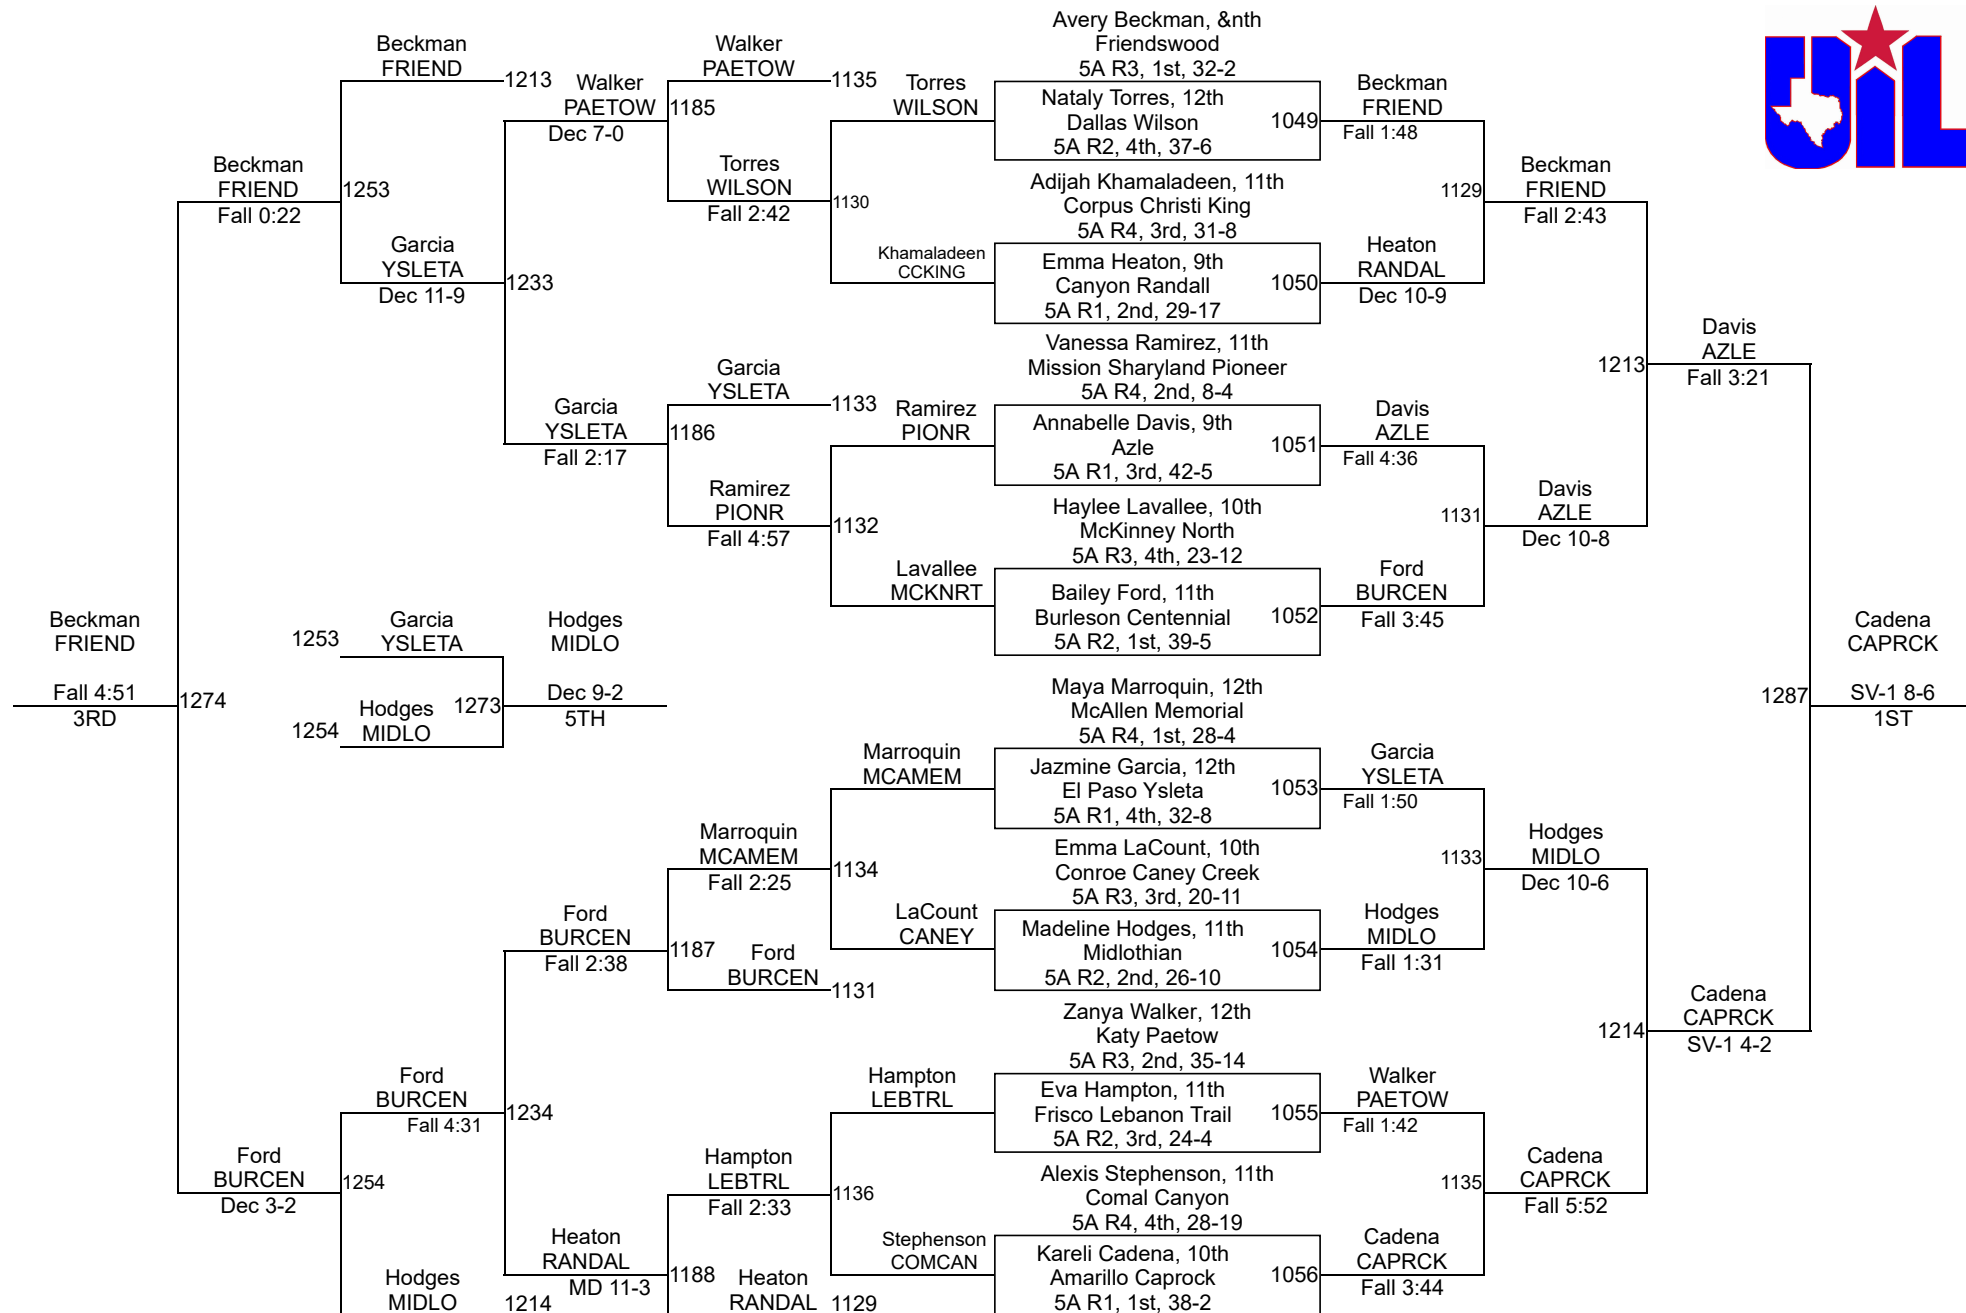 Beckman
FRIEND
1213
Walker
PAETOW
Dec 7-0
1185
Walker
PAETOW
1135
Torres
WILSON
Avery Beckman, &nth
Friendswood
5A R3, 1st, 32-2
Nataly Torres, 12th
Dallas Wilson
5A R2, 4th, 37-6
1049
Beckman
FRIEND
Fall 1:48
UIL
Beckman
FRIEND
Fall 0:22
1253
Torres
WILSON
Fall 2:42
1130
Adijah Khamaladeen, 11th
Corpus Christi King
5A R4, 3rd, 31-8
1129
Beckman
FRIEND
Fall 2:43
Garcia
YSLETA
Dec 11-9
1233
Khamaladeen
CCKING
Emma Heaton, 9th
Canyon Randall
5A R1, 2nd, 29-17
1050
Heaton
RANDAL
Dec 10-9
Vanessa Ramirez, 11th
Mission Sharyland Pioneer
5A R4, 2nd, 8-4
1213
Davis
AZLE
Fall 3:21
Garcia
YSLETA
Fall 2:17
1186
Garcia
YSLETA
1133
Ramirez
PIONR
Annabelle Davis, 9th
Azle
5A R1, 3rd, 42-5
1051
Davis
AZLE
Fall 4:36
Ramirez
PIONR
Fall 4:57
1132
Haylee Lavallee, 10th
McKinney North
5A R3, 4th, 23-12
1131
Davis
AZLE
Dec 10-8
Lavallee
MCKNRT
Bailey Ford, 11th
Burleson Centennial
5A R2, 1st, 39-5
1052
Ford
BURCEN
Fall 3:45
Beckman
FRIEND
Fall 4:51
3RD
1274
1253
Garcia
YSLETA
1254
Hodges
MIDLO
1273
Hodges
MIDLO
Dec 9-2
5TH
Maya Marroquin, 12th
McAllen Memorial
5A R4, 1st, 28-4
1287
Cadena
CAPRCK
SV-1 8-6
1ST
Marroquin
MCAMEM
Jazmine Garcia, 12th
El Paso Ysleta
5A R1, 4th, 32-8
1053
Garcia
YSLETA
Fall 1:50
Marroquin
MCAMEM
Fall 2:25
1134
Emma LaCount, 10th
Conroe Caney Creek
5A R3, 3rd, 20-11
1133
Hodges
MIDLO
Dec 10-6
Ford
BURCEN
Fall 2:38
1187
Ford
BURCEN
1131
LaCount
CANEY
Madeline Hodges, 11th
Midlothian
5A R2, 2nd, 26-10
1054
Hodges
MIDLO
Fall 1:31
Zanya Walker, 12th
Katy Paetow
5A R3, 2nd, 35-14
1214
Cadena
CAPRCK
SV-1 4-2
Ford
BURCEN
Fall 4:31
1234
Hampton
LEBTRL
Eva Hampton, 11th
Frisco Lebanon Trail
5A R2, 3rd, 24-4
1055
Walker
PAETOW
Fall 1:42
Ford
BURCEN
Dec 3-2
1254
Hampton
LEBTRL
Fall 2:33
1136
Alexis Stephenson, 11th
Comal Canyon
5A R4, 4th, 28-19
1135
Cadena
CAPRCK
Fall 5:52
Hodges
MIDLO
1214
Heaton
RANDAL
MD 11-3
1188
Heaton
RANDAL
1129
Stephenson
COMCAN
Kareli Cadena, 10th
Amarillo Caprock
5A R1, 1st, 38-2
1056
Cadena
CAPRCK
Fall 3:44